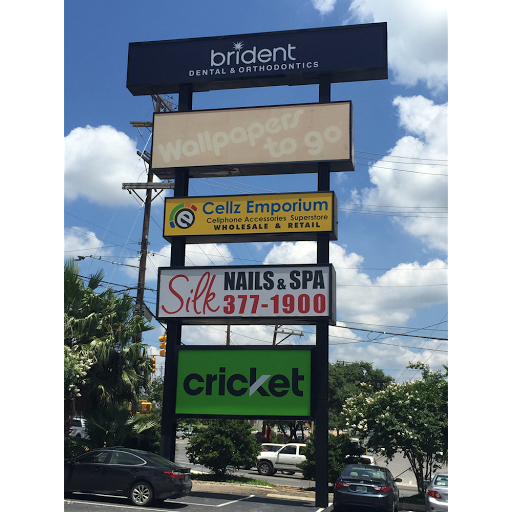 brident
DENTAL & ORTHODONTICS
Wallpapers
to go
e Cellz Emporium
Cellphone Accessories Superstore
WHOLESALE & RETAIL
Silk NAILS & SPA
377-1900
cricket